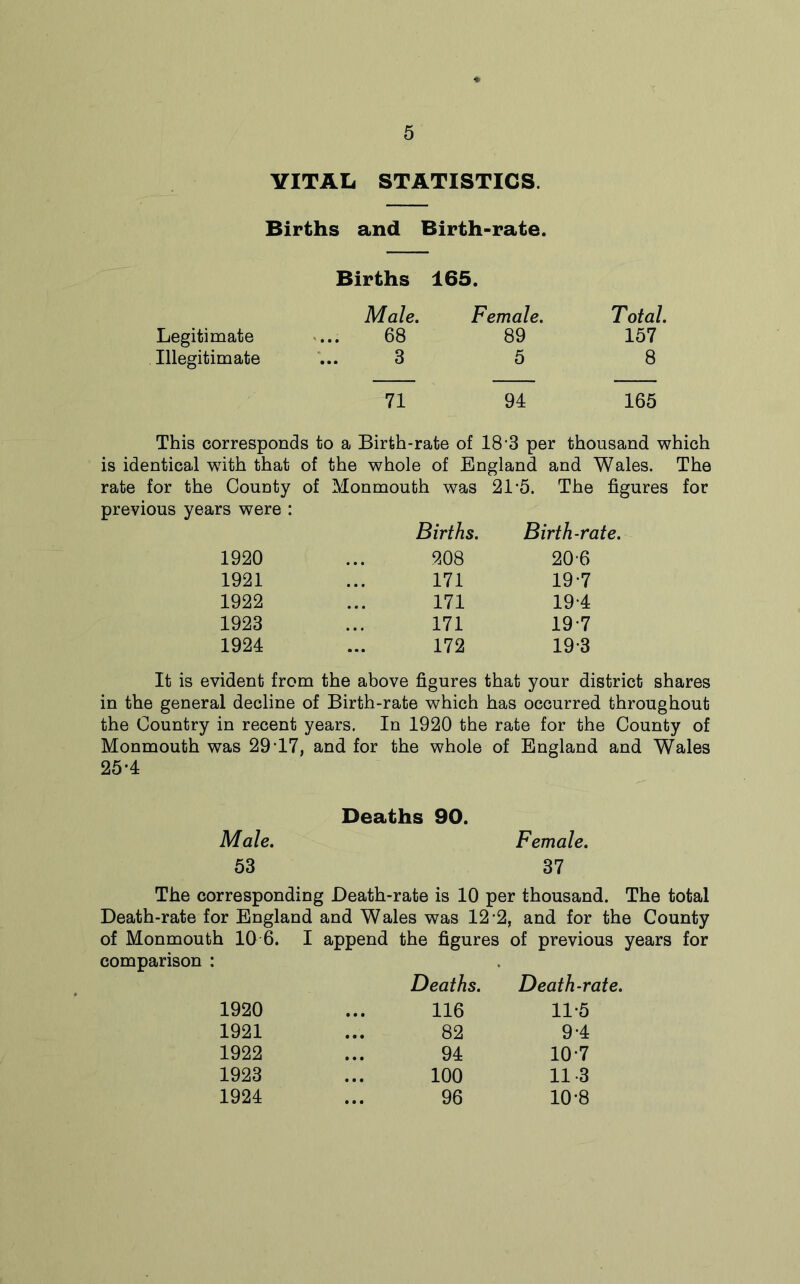 5
VITAL STATISTICS.
Births and Birth-rate.
Births 165.
Male. Female. Total.
Legitimate ... 68 89 157
Illegitimate ... 3 5 8
71 94 165
This corresponds to a Birth-rate of 18·3 per thousand which
is identical with that of the whole of England and Wales. The
rate for the County of Monmouth was 21·5. The figures for
previous years were :
Births. Birth-rate.
1920 ... 208 20·6
1921 ... 171 19·7
1922 ... 171 19·4
1923 ... 171 19·7
1924 ... 172 19·3
It is evident from the above figures that your district shares
in the general decline of Birth-rate which has occurred throughout
the Country in recent years. In 1920 the rate for the County of
Monmouth was 29·17, and for the whole of England and Wales
25·4
Deaths 90.
Male. Female.
53 37
The corresponding Death-rate is 10 per thousand. The total
Death-rate for England and Wales was 12·2, and for the County
of Monmouth 10·6. I append the figures of previous years for
comparison :
Deaths. Death-rate.
1920 ... 116 11·5
1921 ... 82 9·4
1922 ... 94 10·7
1923 ... 100 11·3
1924 ... 96 10·8